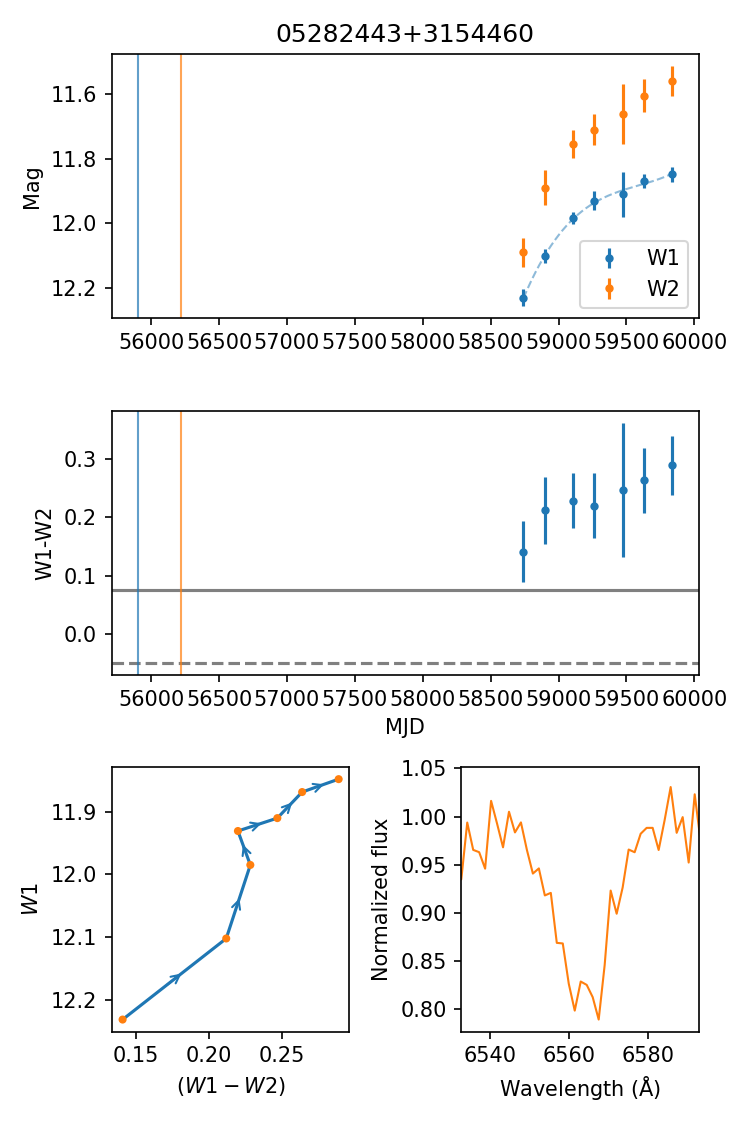 05282443+3154460
Mag
11.6
11.8
12.0
12.2
W1
W2
56000 56500 57000 57500 58000 58500 59000 59500 60000
W1-W2
0.3
0.2
0.1
0.0
56000 56500 57000 57500 58000 58500 59000 59500 60000
MJD
W1
11.9
12.0
12.1
12.2
0.15 0.20 0.25
(W1 − W2)
Normalized flux
1.05
1.00
0.95
0.90
0.85
0.80
6540 6560 6580
Wavelength (Å)